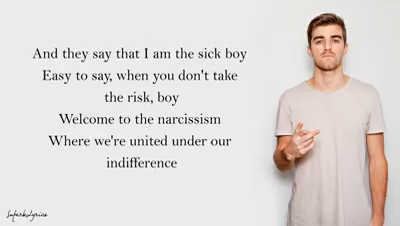 And they say that I am the sick boy
Easy to say, when you don't take
the risk, boy
Welcome to the narcissism
Where we're united under our
indifference